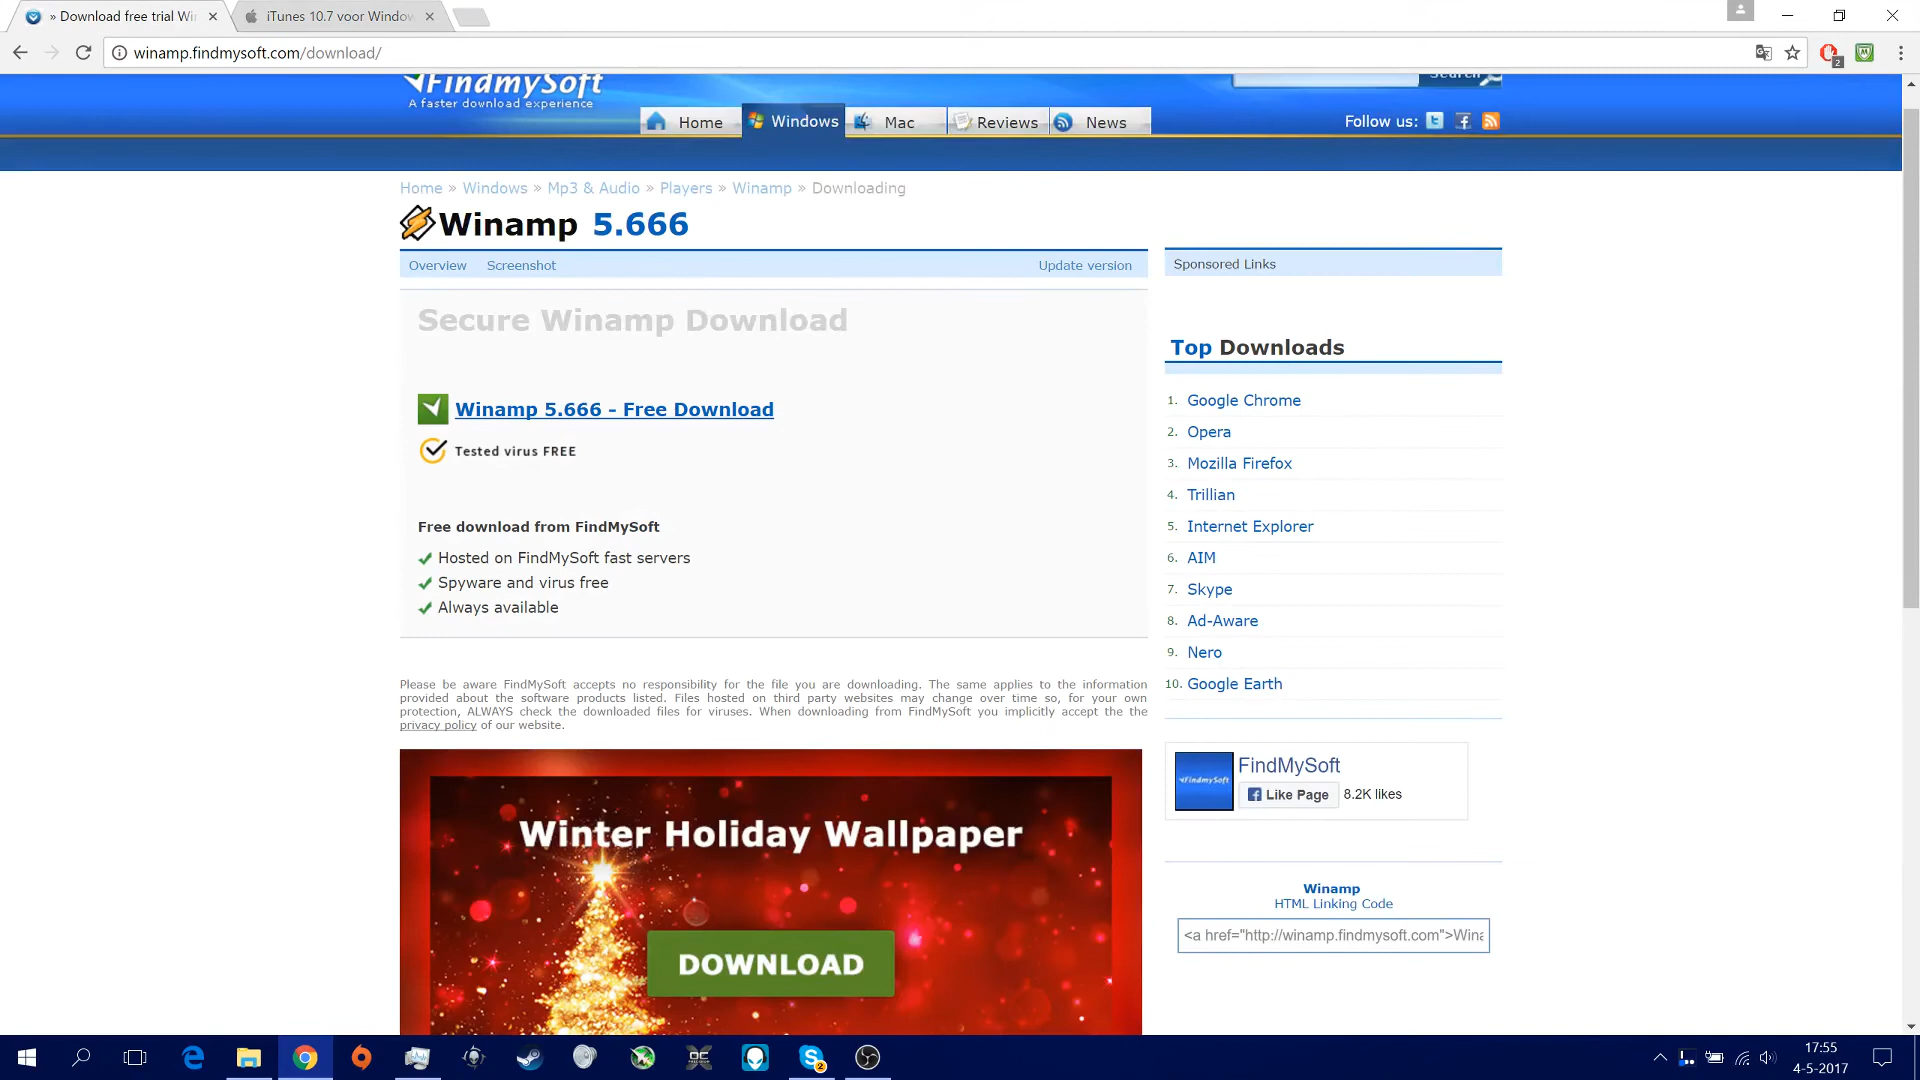 » Download free trial Wir
iTunes 10.7 voor Window
winamp.findmysoft.com/download/
2
FindmySoft
A faster download experience
Search
Home
Windows
Mac
Reviews
News
Follow us:
Home » Windows » Mp3 & Audio » Players » Winamp » Downloading
Winamp 5.666
Overview
Screenshot
Update version
Sponsored Links
Secure Winamp Download
Winamp 5.666 - Free Download
Tested virus FREE
Free download from FindMySoft
Hosted on FindMySoft fast servers
Spyware and virus free
Always available
Top Downloads
1. Google Chrome
2. Opera
3. Mozilla Firefox
4. Trillian
5. Internet Explorer
6. AIM
7. Skype
8. Ad-Aware
9. Nero
10. Google Earth
Please be aware FindMySoft accepts no responsibility for the file you are downloading. The same applies to the information
provided about the software products listed. Files hosted on third party websites may change over time so, for your own
protection, ALWAYS check the downloaded files for viruses. When downloading from FindMySoft you implicitly accept the the
privacy policy of our website.
FindmySoft
FindMySoft
Like Page
8.2K likes
Winter Holiday Wallpaper
DOWNLOAD
Winamp
HTML Linking Code
<a href="http://winamp.findmysoft.com">Wina
2
17:55
4-5-2017